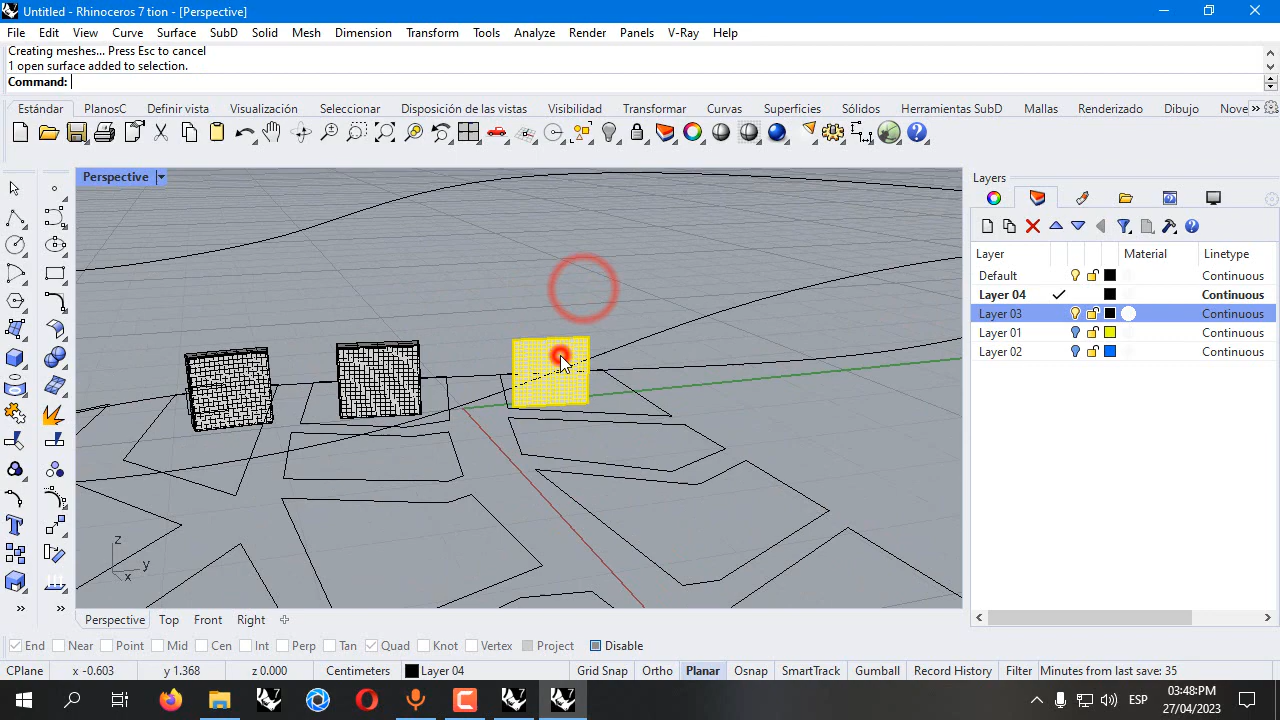 Untitled - Rhinoceros 7 tion - [Perspective]
File Edit View Curve Surface SubD Solid Mesh Dimension Transform Tools Analyze Render Panels V-Ray Help
Creating meshes... Press Esc to cancel
1 open surface added to selection.
Command:
Estándar PlanosC Definir vista Visualización Seleccionar Disposición de las vistas Visibilidad Transformar Curvas Superficies Sólidos Herramientas SubD Mallas Renderizado Dibujo Nove
Perspective
Layers
Layer Material Linetype
Default Continuous
Layer 04 Continuous
Layer 03 Continuous
Layer 01 Continuous
Layer 02 Continuous
z
y
x
Perspective Top Front Right
End Near Point Mid Cen Int Perp Tan Quad Knot Vertex Project Disable
CPlane x -0.603 y 1.368 z 0.000 Centimeters Layer 04 Grid Snap Ortho Planar Osnap SmartTrack Gumball Record History Filter Minutes from last save: 35
ESP
03:48:PM
27/04/2023